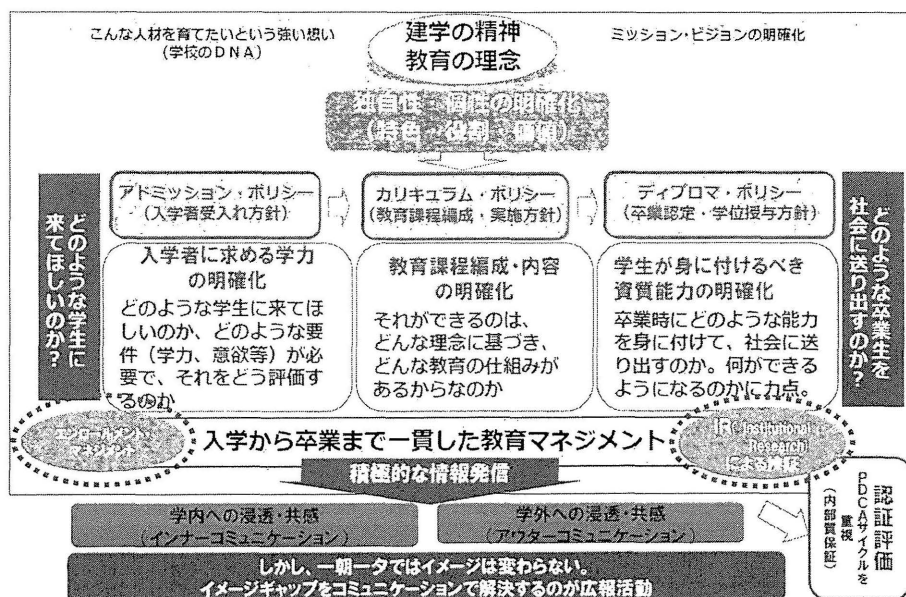 こんな人材を育てたいという強い想い
(学校のDNA)
建学の精神
教育の理念
ミッション・ビジョンの明確化
独自性・個性の明確化
(特色・役割・価値)
どのような学生に
来てほしいのか?
アドミッション・ポリシー
(入学者受入れ方針)
カリキュラム・ポリシー
(教育課程編成・実施方針)
ディプロマ・ポリシー
(卒業認定・学位授与方針)
どのような卒業生を
社会に送り出すのか?
入学者に求める学力
の明確化
どのような学生に来てほ
しいのか、どのような要
件(学力、意欲等)が必
要で、それをどう評価す
るのか
教育課程編成・内容
の明確化
それができるのは、
どんな理念に基づき、
どんな教育の仕組みが
あるからなのか
学生が身に付けるべき
資質能力の明確化
卒業時にどのような能力
を身に付けて、社会に送
り出すのか。何ができる
ようになるのかに力点。
エンロールメント・
マネジメント
入学から卒業まで一貫した教育マネジメント
IR(Institutional
Research)
による検証
積極的な情報発信
学内への浸透・共感
(インナーコミュニケーション)
学外への浸透・共感
(アウターコミュニケーション)
認証評価
PDCAサイクルを
重視
(内部質保証)
しかし、一朝一夕ではイメージは変わらない。
イメージギャップをコミュニケーションで解決するのが広報活動